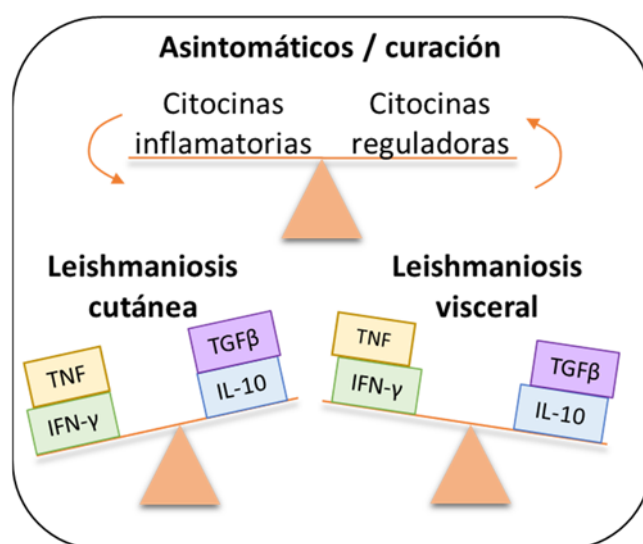 Asintomáticos / curación
Citocinas
inflamatorias
Citocinas
reguladoras
Leishmaniosis
cutánea
TNF
IFN-γ
TGFβ
IL-10
Leishmaniosis
visceral
TNF
IFN-γ
TGFβ
IL-10